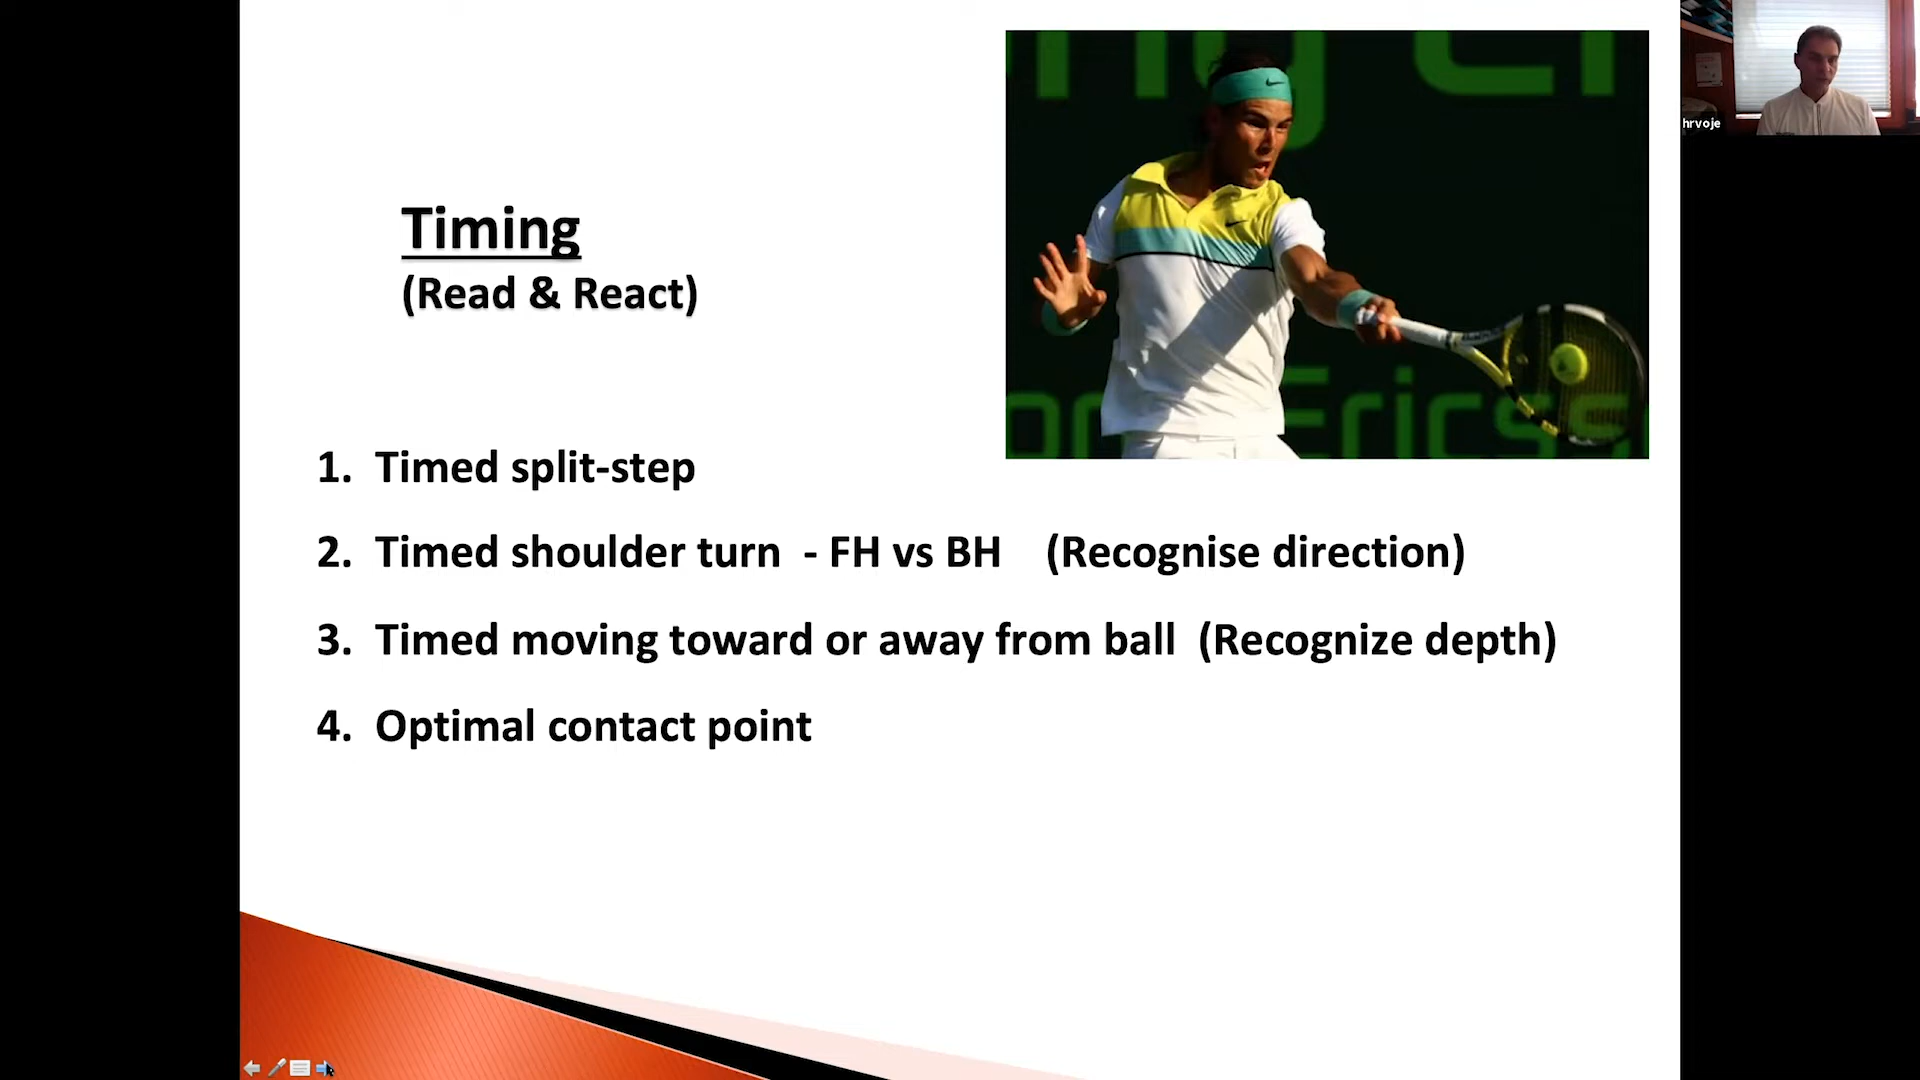 Timing
(Read & React)
1. Timed split-step
2. Timed shoulder turn - FH vs BH (Recognise direction)
3. Timed moving toward or away from ball (Recognize depth)
4. Optimal contact point
hrvoje